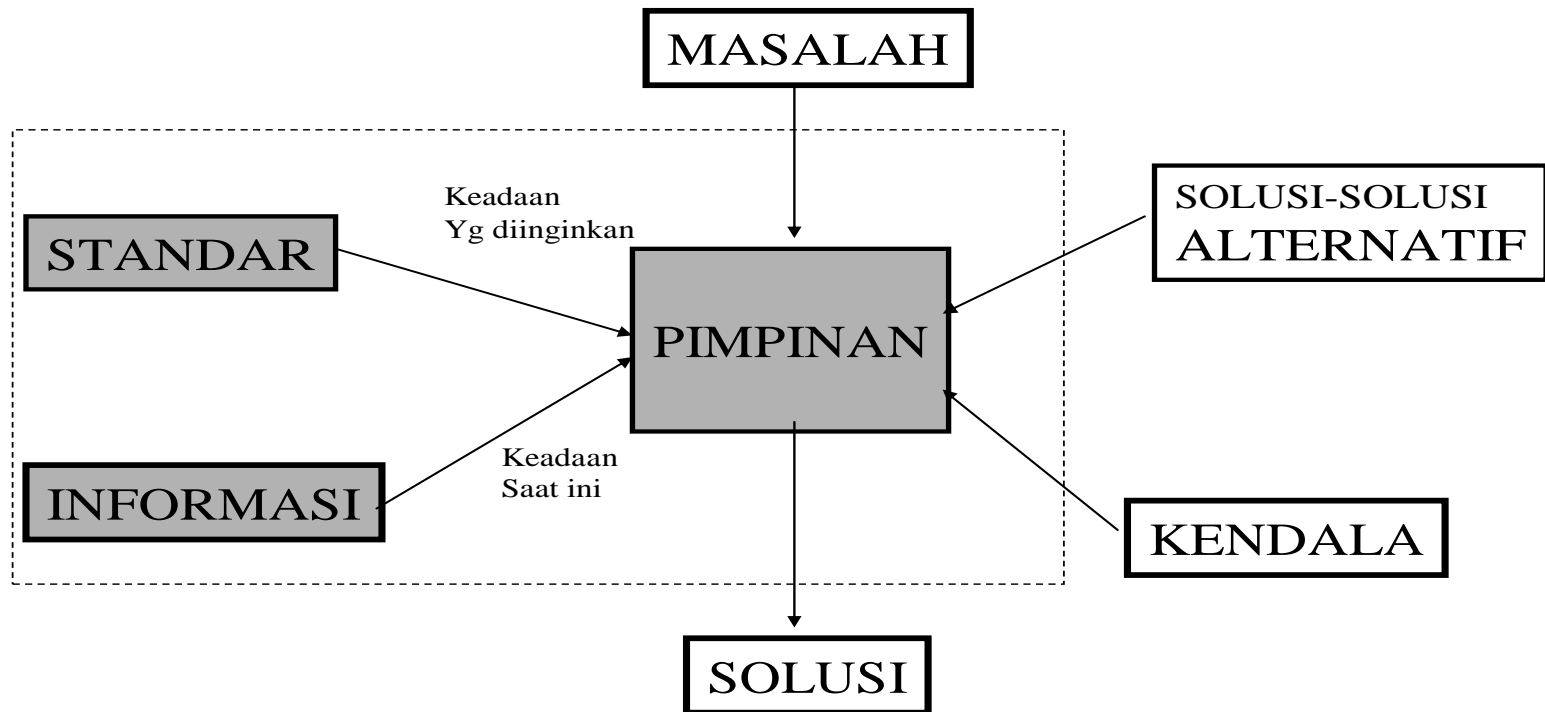 MASALAH
Keadaan
Yg diinginkan
SOLUSI-SOLUSI
ALTERNATIF
STANDAR
PIMPINAN
Keadaan
Saat ini
INFORMASI
KENDALA
SOLUSI